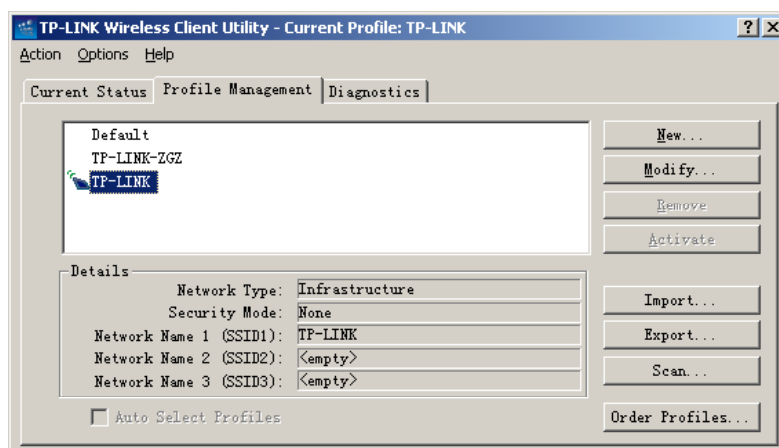 TP-LINK Wireless Client Utility - Current Profile: TP-LINK
Action Options Help
Current Status Profile Management Diagnostics
Default
TP-LINK-ZGZ
TP-LINK
New...
Modify...
Remove
Activate
Details
Network Type: Infrastructure
Security Mode: None
Network Name 1 (SSID1): TP-LINK
Network Name 2 (SSID2): <empty>
Network Name 3 (SSID3): <empty>
Import...
Export...
Scan...
Auto Select Profiles
Order Profiles...